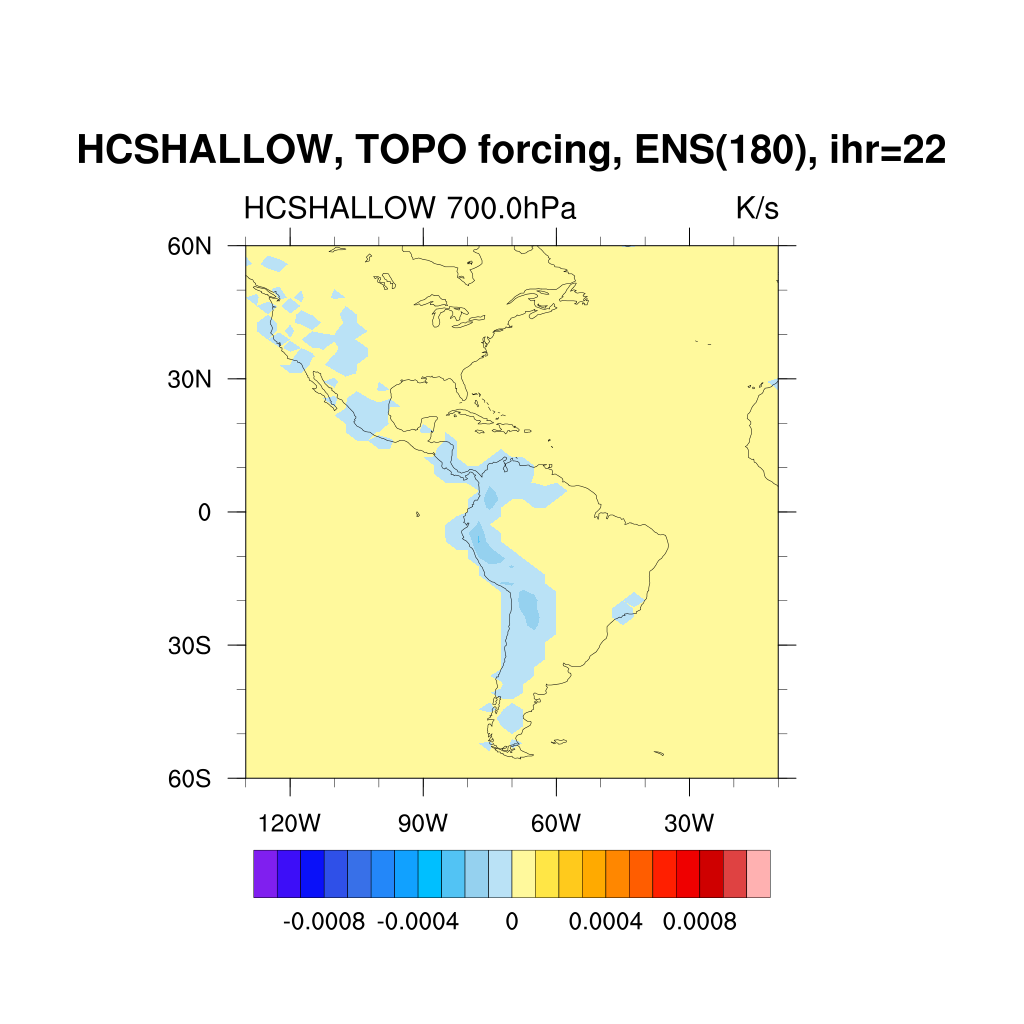 HCSHALLOW, TOPO forcing, ENS(180), ihr=22
HCSHALLOW 700.0hPa K/s
60N
30N
0
30S
60S
120W 90W 60W 30W
-0.0008 -0.0004 0 0.0004 0.0008